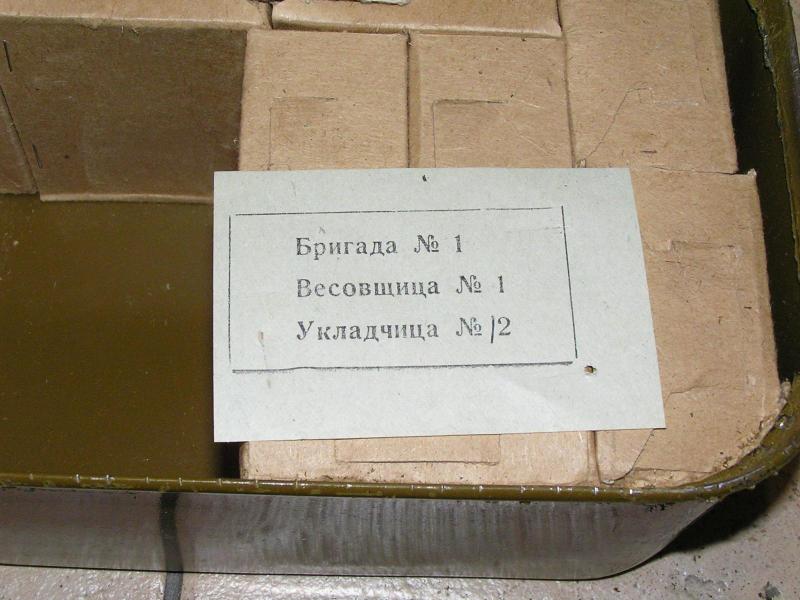 Бригада № 1
Весовщица № 1
Укладчица № 12